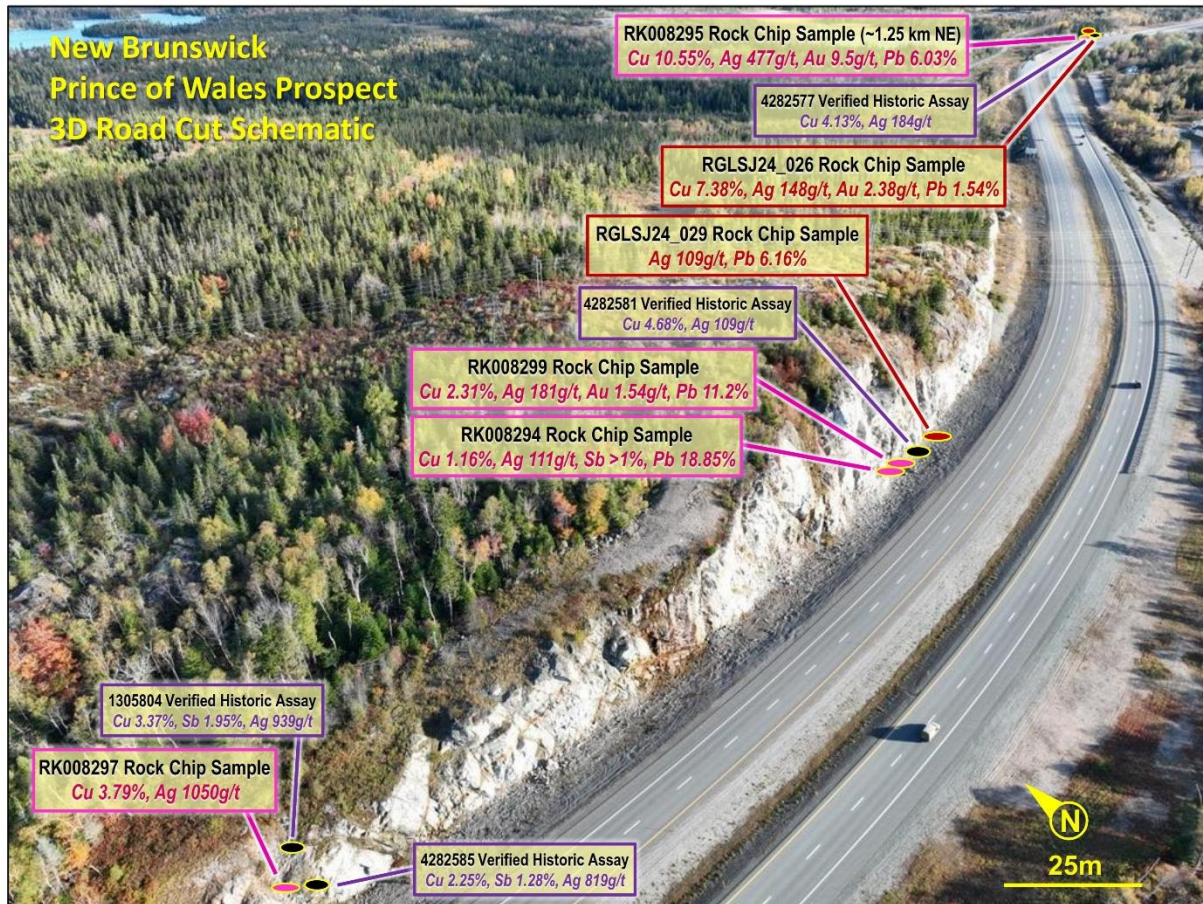 New Brunswick
Prince of Wales Prospect
3D Road Cut Schematic
RK008295 Rock Chip Sample (~1.25 km NE)
Cu 10.55%, Ag 477g/t, Au 9.5g/t, Pb 6.03%
4282577 Verified Historic Assay
Cu 4.13%, Ag 184g/t
RGLSJ24_026 Rock Chip Sample
Cu 7.38%, Ag 148g/t, Au 2.38g/t, Pb 1.54%
RGLSJ24_029 Rock Chip Sample
Ag 109g/t, Pb 6.16%
4282581 Verified Historic Assay
Cu 4.68%, Ag 109g/t
RK008299 Rock Chip Sample
Cu 2.31%, Ag 181g/t, Au 1.54g/t, Pb 11.2%
RK008294 Rock Chip Sample
Cu 1.16%, Ag 111g/t, Sb >1%, Pb 18.85%
1305804 Verified Historic Assay
Cu 3.37%, Sb 1.95%, Ag 939g/t
RK008297 Rock Chip Sample
Cu 3.79%, Ag 1050g/t
4282585 Verified Historic Assay
Cu 2.25%, Sb 1.28%, Ag 819g/t
N
25m